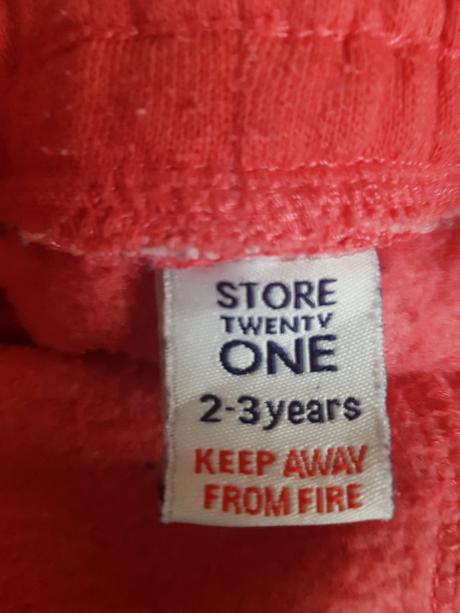 STORE
TWENTY
ONE
2-3years
KEEP AWAY
FROM FIRE